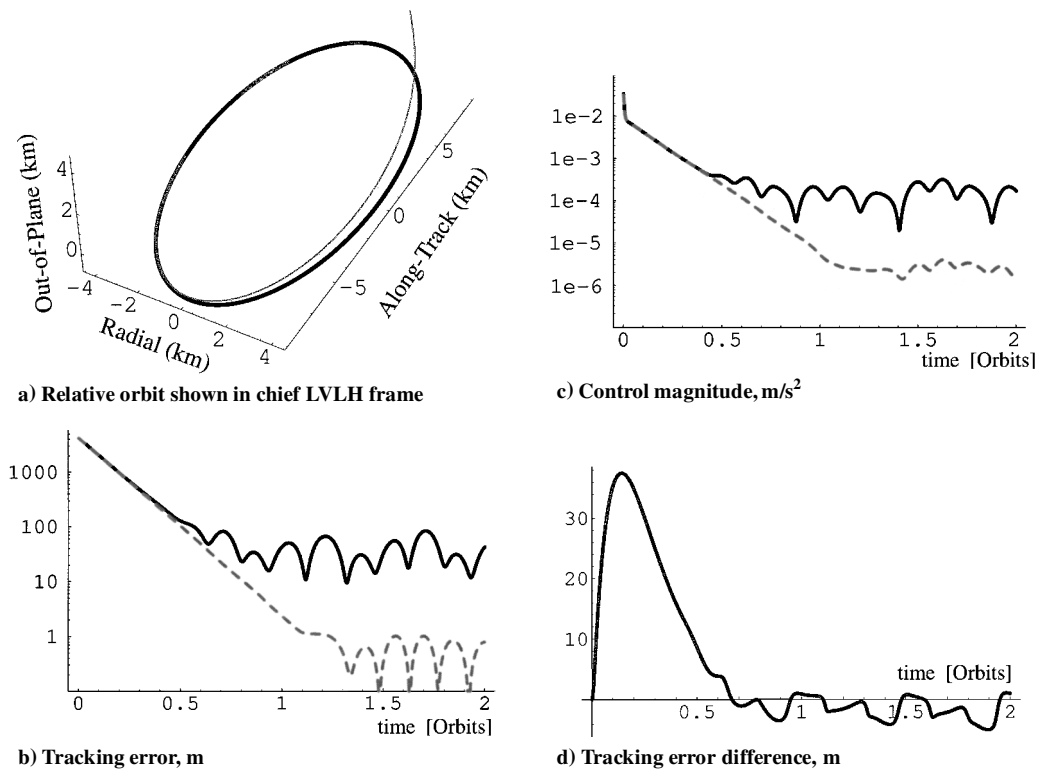 Out-of-Plane (km)
4
2
0
-4
-2
0
2
4
Radial (km)
-5
0
5
Along-Track (km)
a) Relative orbit shown in chief LVLH frame
1e-2
1e-3
1e-4
1e-5
1e-6
0
0.5
1
1.5
2
time [Orbits]
c) Control magnitude, m/s²
1000
100
10
1
0
0.5
1
1.5
2
time [Orbits]
b) Tracking error, m
30
20
10
time [Orbits]
0.5
1
1.5
2
d) Tracking error difference, m